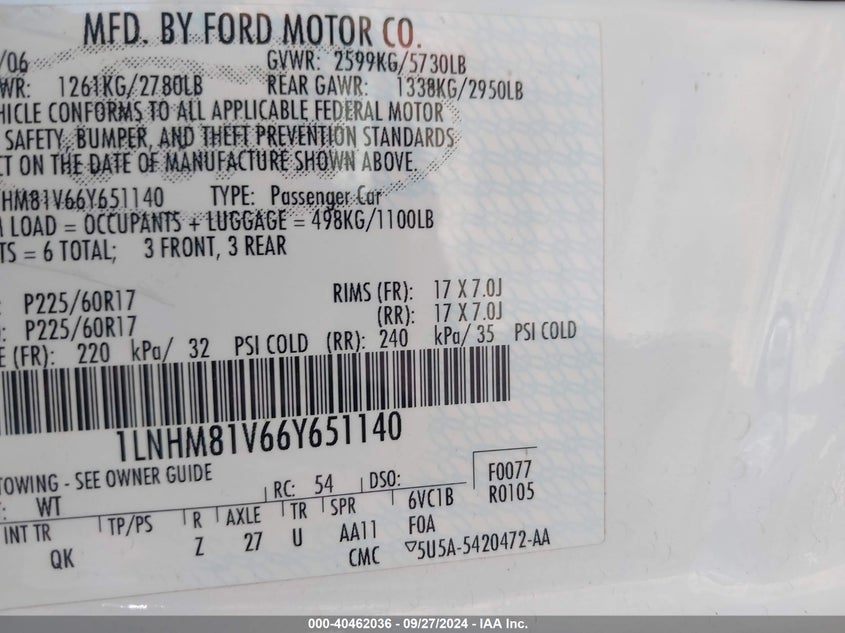 MFD. BY FORD MOTOR CO.
/06 GVWR: 2599KG/5730LB
WR: 1261KG/2780LB REAR GAWR: 1338KG/2950LB
HICLE CONFORMS TO ALL APPLICABLE FEDERAL MOTOR
SAFETY, BUMPER, AND THEFT PREVENTION STANDARDS
CT ON THE DATE OF MANUFACTURE SHOWN ABOVE.
HM81V66Y651140 TYPE: Passenger Car
LOAD = OCCUPANTS + LUGGAGE = 498KG/1100LB
TS = 6 TOTAL; 3 FRONT, 3 REAR
: P225/60R17 RIMS (FR): 17 X 7.0J
: P225/60R17 (RR): 17 X 7.0J
E (FR): 220 kPa/ 32 PSI COLD (RR): 240 kPa/ 35 PSI COLD
1LNHM81V66Y651140
OWING - SEE OWNER GUIDE
: WT RC: 54 DSO: F0077
INT TR TP/PS R AXLE TR SPR 6VC1B R0105
QK Z 27 U AA11 FOA
CMC 5U5A-5420472-AA
000-40462036 - 09/27/2024 - IAA Inc.